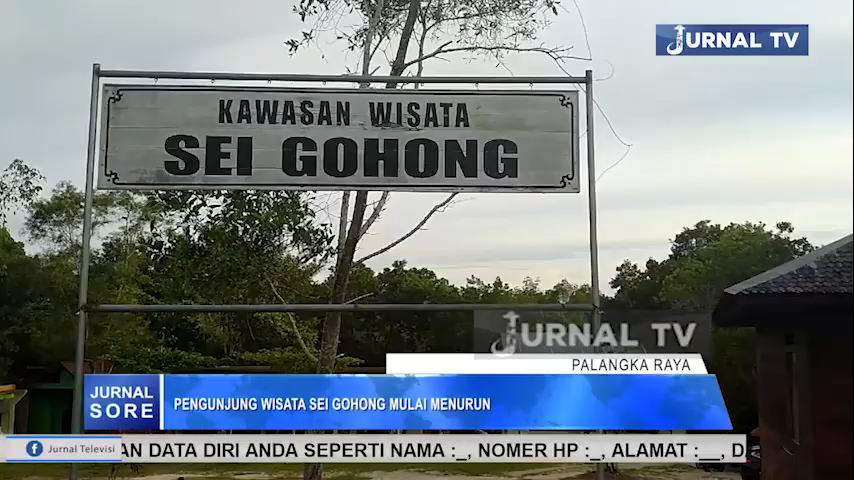 JURNAL TV
KAWASAN WISATA
SEI GOHONG
JURNAL TV
PALANGKA RAYA
JURNAL
SORE
PENGUNJUNG WISATA SEI GOHONG MULAI MENURUN
Jurnal Televisi
AN DATA DIRI ANDA SEPERTI NAMA :_, NOMER HP :_, ALAMAT :__, D